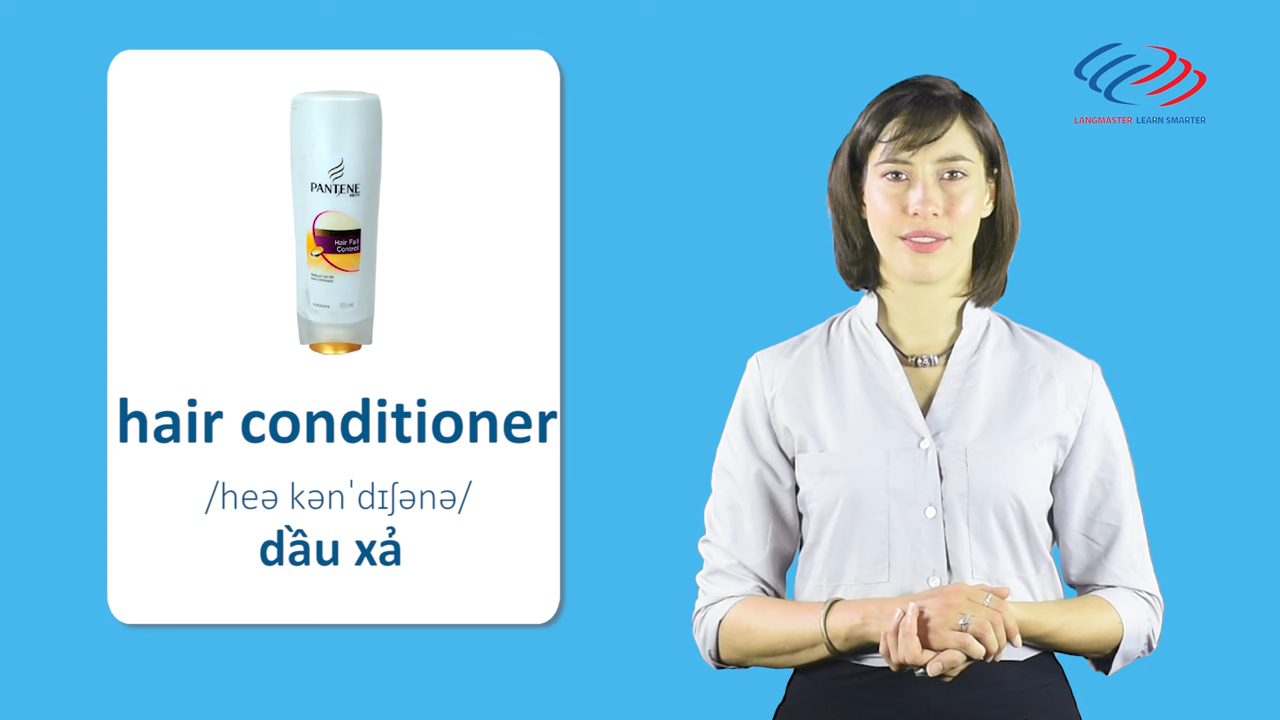 PANTENE
Hair Fall
Control
hair conditioner
/heə kənˈdɪʃənə/
dầu xả
LANGMASTER LEARN SMARTER